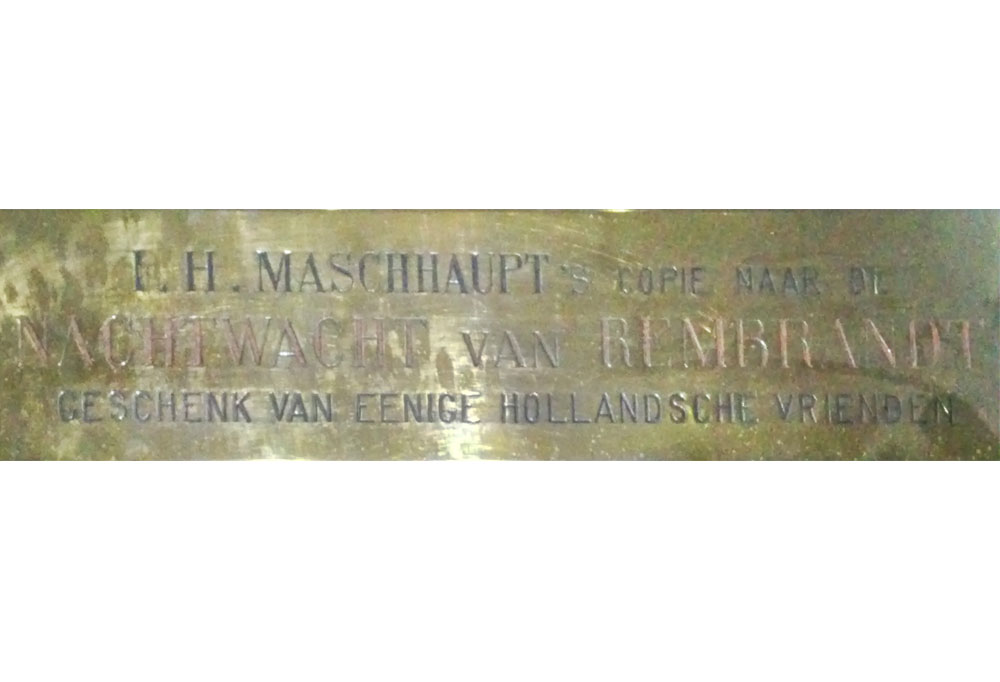 F.H. MASCHHAUPT'S COPIE NAAR DE
NACHTWACHT VAN REMBRANDT
GESCHENK VAN EENIGE HOLLANDSCHE VRIENDEN